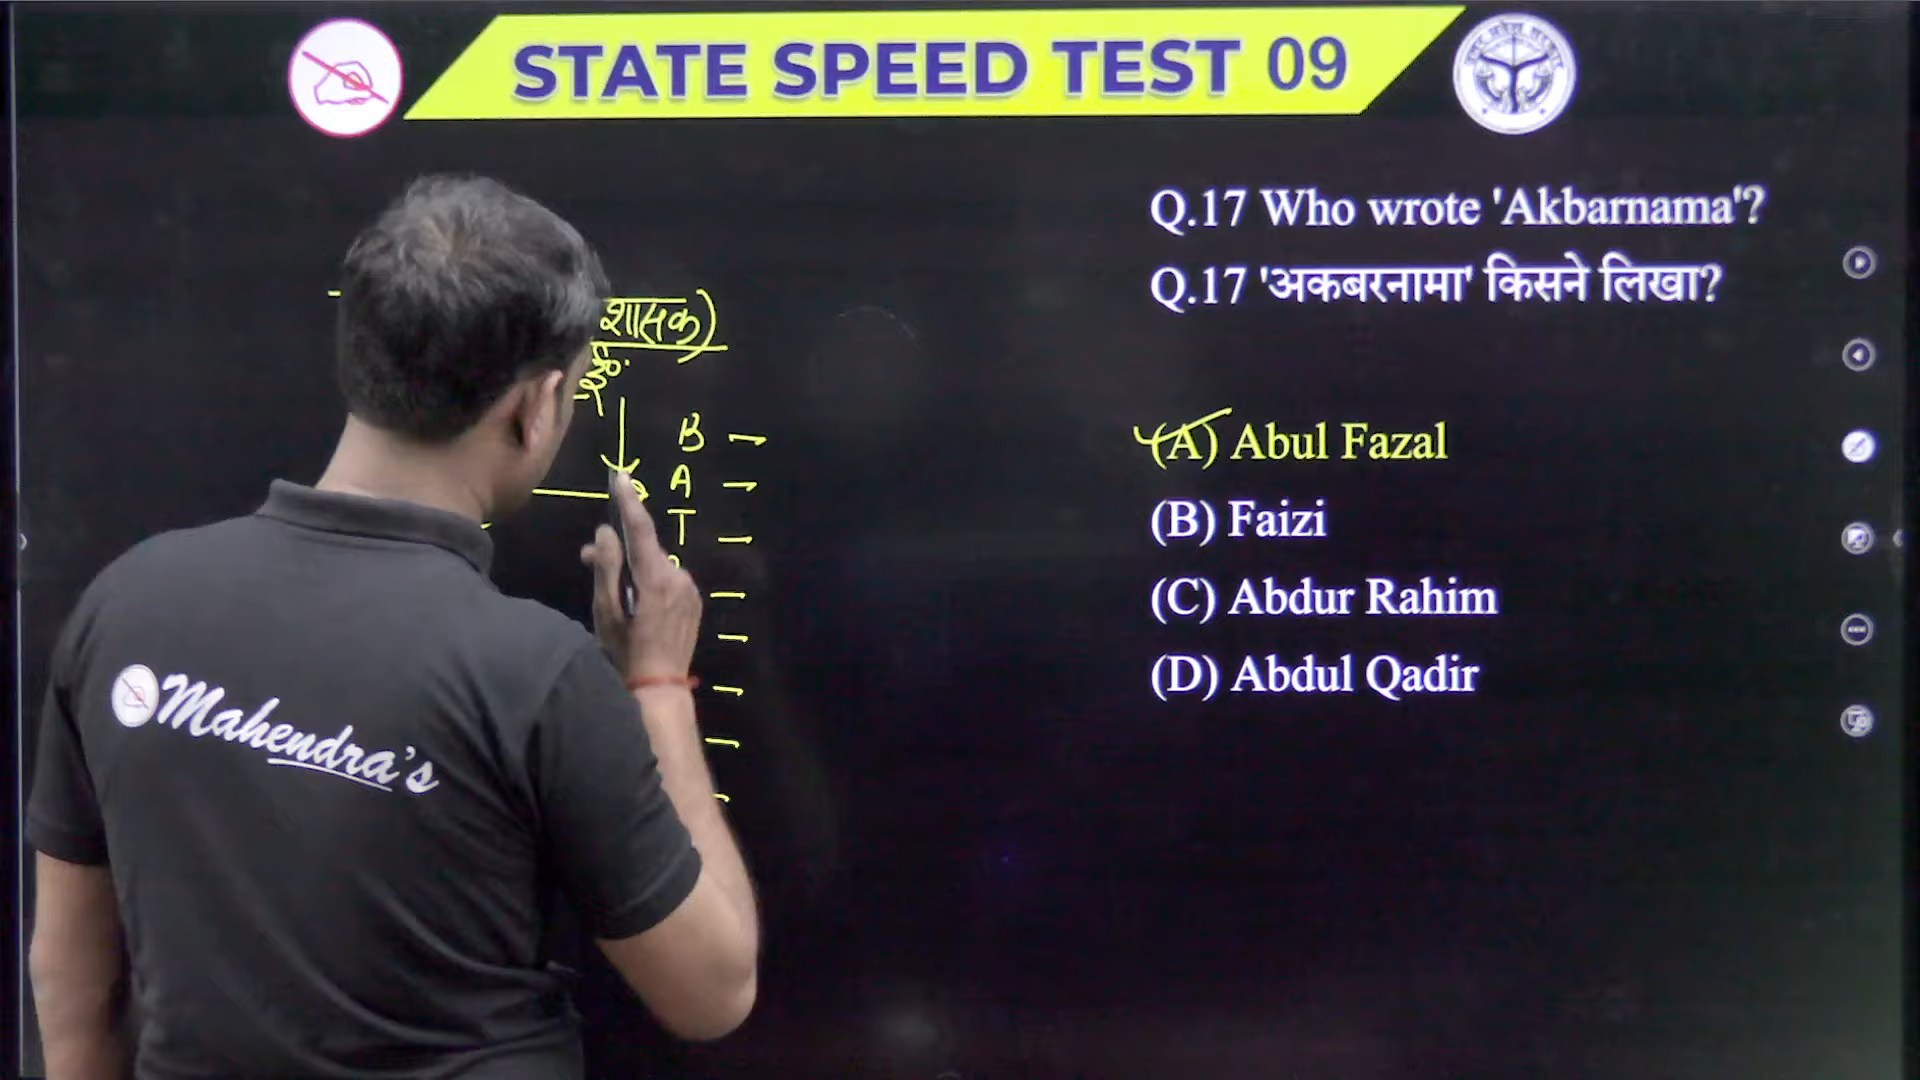 STATE SPEED TEST 09
Q.17 Who wrote 'Akbarnama'?
Q.17 'अकबरनामा' किसने लिखा?
(A) Abul Fazal
(B) Faizi
(C) Abdur Rahim
(D) Abdul Qadir
शासक)
B –
A –
T –
Mahendra's